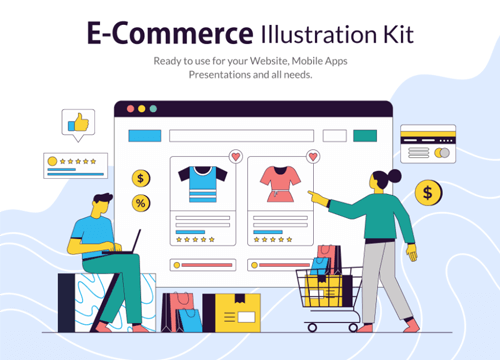 E-Commerce Illustration Kit
Ready to use for your Website, Mobile Apps
Presentations and all needs.
$
%
$